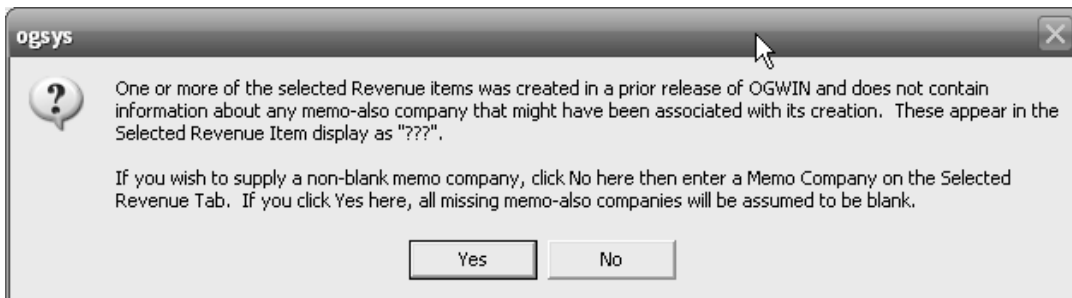 ogsys
One or more of the selected Revenue items was created in a prior release of OGWIN and does not contain
information about any memo-also company that might have been associated with its creation.  These appear in the
Selected Revenue Item display as "???".
If you wish to supply a non-blank memo company, click No here then enter a Memo Company on the Selected
Revenue Tab.  If you click Yes here, all missing memo-also companies will be assumed to be blank.
Yes No